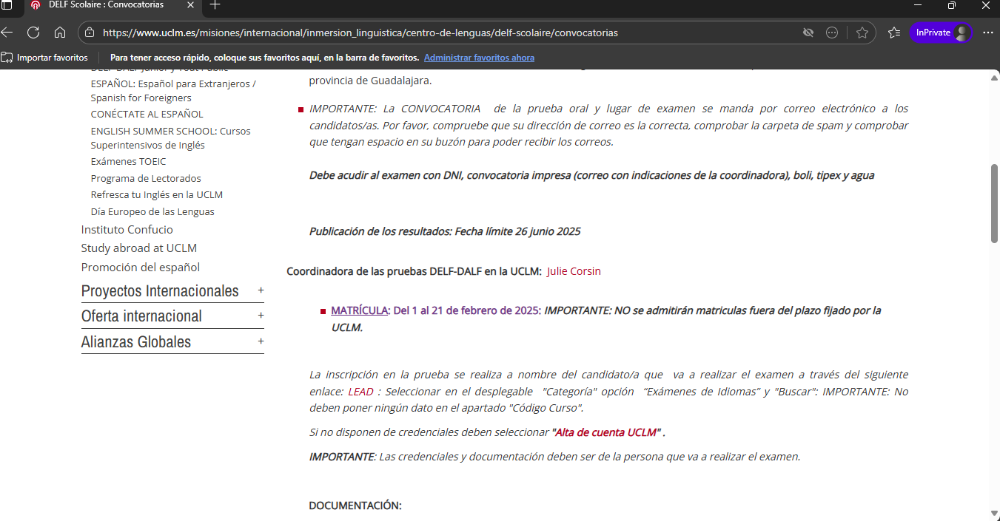 DELF Scolaire : Convocatorias
https://www.uclm.es/misiones/internacional/inmersion_linguistica/centro-de-lenguas/delf-scolaire/convocatorias
InPrivate
Importar favoritos
Para tener acceso rápido, coloque sus favoritos aquí, en la barra de favoritos. Administrar favoritos ahora
DELF-DALF Junior y Tout Public
ESPAÑOL: Español para Extranjeros /
Spanish for Foreigners
CONÉCTATE AL ESPAÑOL
ENGLISH SUMMER SCHOOL: Cursos
Superintensivos de Inglés
Exámenes TOEIC
Programa de Lectorados
Refresca tu Inglés en la UCLM
Día Europeo de las Lenguas
Instituto Confucio
Study abroad at UCLM
Promoción del español
Proyectos Internacionales +
Oferta internacional +
Alianzas Globales +
provincia de Guadalajara.
IMPORTANTE: La CONVOCATORIA de la prueba oral y lugar de examen se manda por correo electrónico a los
candidatos/as. Por favor, compruebe que su dirección de correo es la correcta, comprobar la carpeta de spam y comprobar
que tengan espacio en su buzón para poder recibir los correos.
Debe acudir al examen con DNI, convocatoria impresa (correo con indicaciones de la coordinadora), boli, tipex y agua
Publicación de los resultados: Fecha límite 26 junio 2025
Coordinadora de las pruebas DELF-DALF en la UCLM: Julie Corsin
MATRÍCULA: Del 1 al 21 de febrero de 2025: IMPORTANTE: NO se admitirán matriculas fuera del plazo fijado por la
UCLM.
La inscripción en la prueba se realiza a nombre del candidato/a que va a realizar el examen a través del siguiente
enlace: LEAD : Seleccionar en el desplegable "Categoría" opción “Exámenes de Idiomas” y "Buscar": IMPORTANTE: No
deben poner ningún dato en el apartado "Código Curso".
Si no disponen de credenciales deben seleccionar "Alta de cuenta UCLM" .
IMPORTANTE: Las credenciales y documentación deben ser de la persona que va a realizar el examen.
DOCUMENTACIÓN: